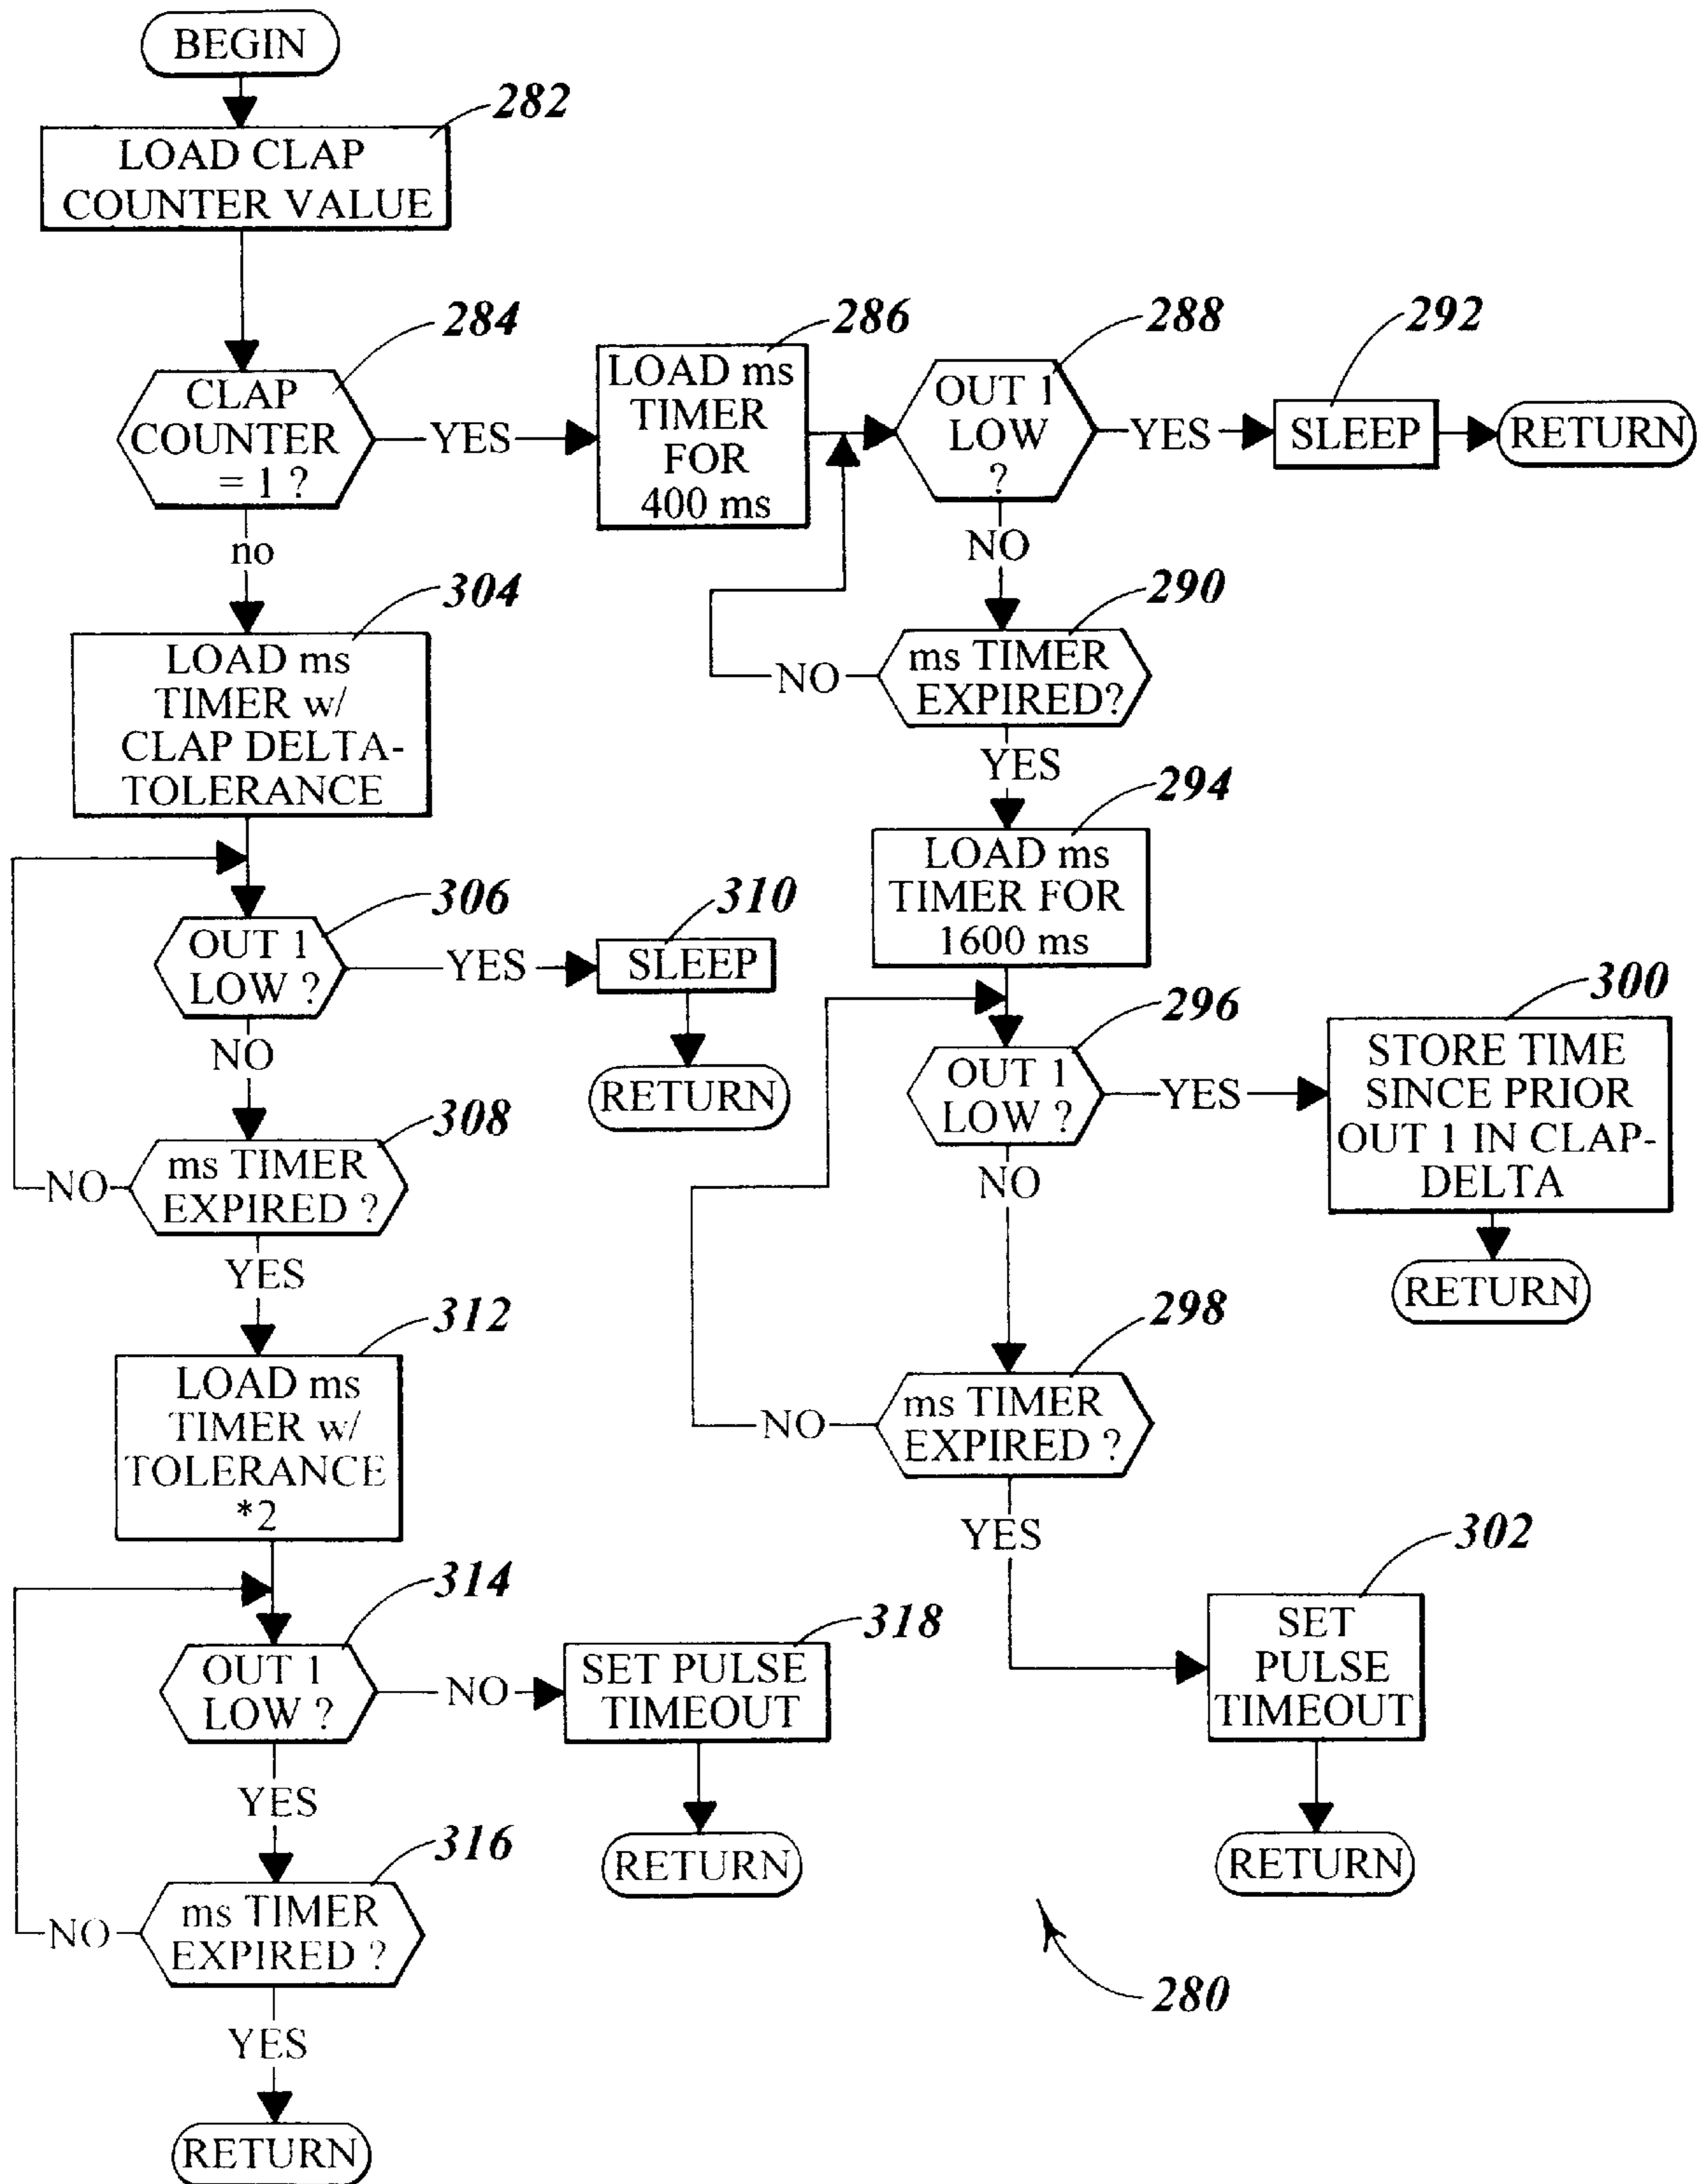 BEGIN
282
LOAD CLAP
COUNTER VALUE
284
CLAP
COUNTER
= 1 ?
YES
no
286
LOAD ms
TIMER
FOR
400 ms
288
OUT 1
LOW
?
YES
NO
292
SLEEP
RETURN
290
ms TIMER
EXPIRED?
NO
YES
294
LOAD ms
TIMER FOR
1600 ms
296
OUT 1
LOW ?
YES
NO
300
STORE TIME
SINCE PRIOR
OUT 1 IN CLAP-
DELTA
RETURN
298
ms TIMER
EXPIRED ?
NO
YES
302
SET
PULSE
TIMEOUT
RETURN
304
LOAD ms
TIMER w/
CLAP DELTA-
TOLERANCE
306
OUT 1
LOW ?
YES
NO
310
SLEEP
RETURN
308
ms TIMER
EXPIRED ?
NO
YES
312
LOAD ms
TIMER w/
TOLERANCE
*2
314
OUT 1
LOW ?
NO
YES
318
SET PULSE
TIMEOUT
RETURN
316
ms TIMER
EXPIRED ?
NO
YES
RETURN
280